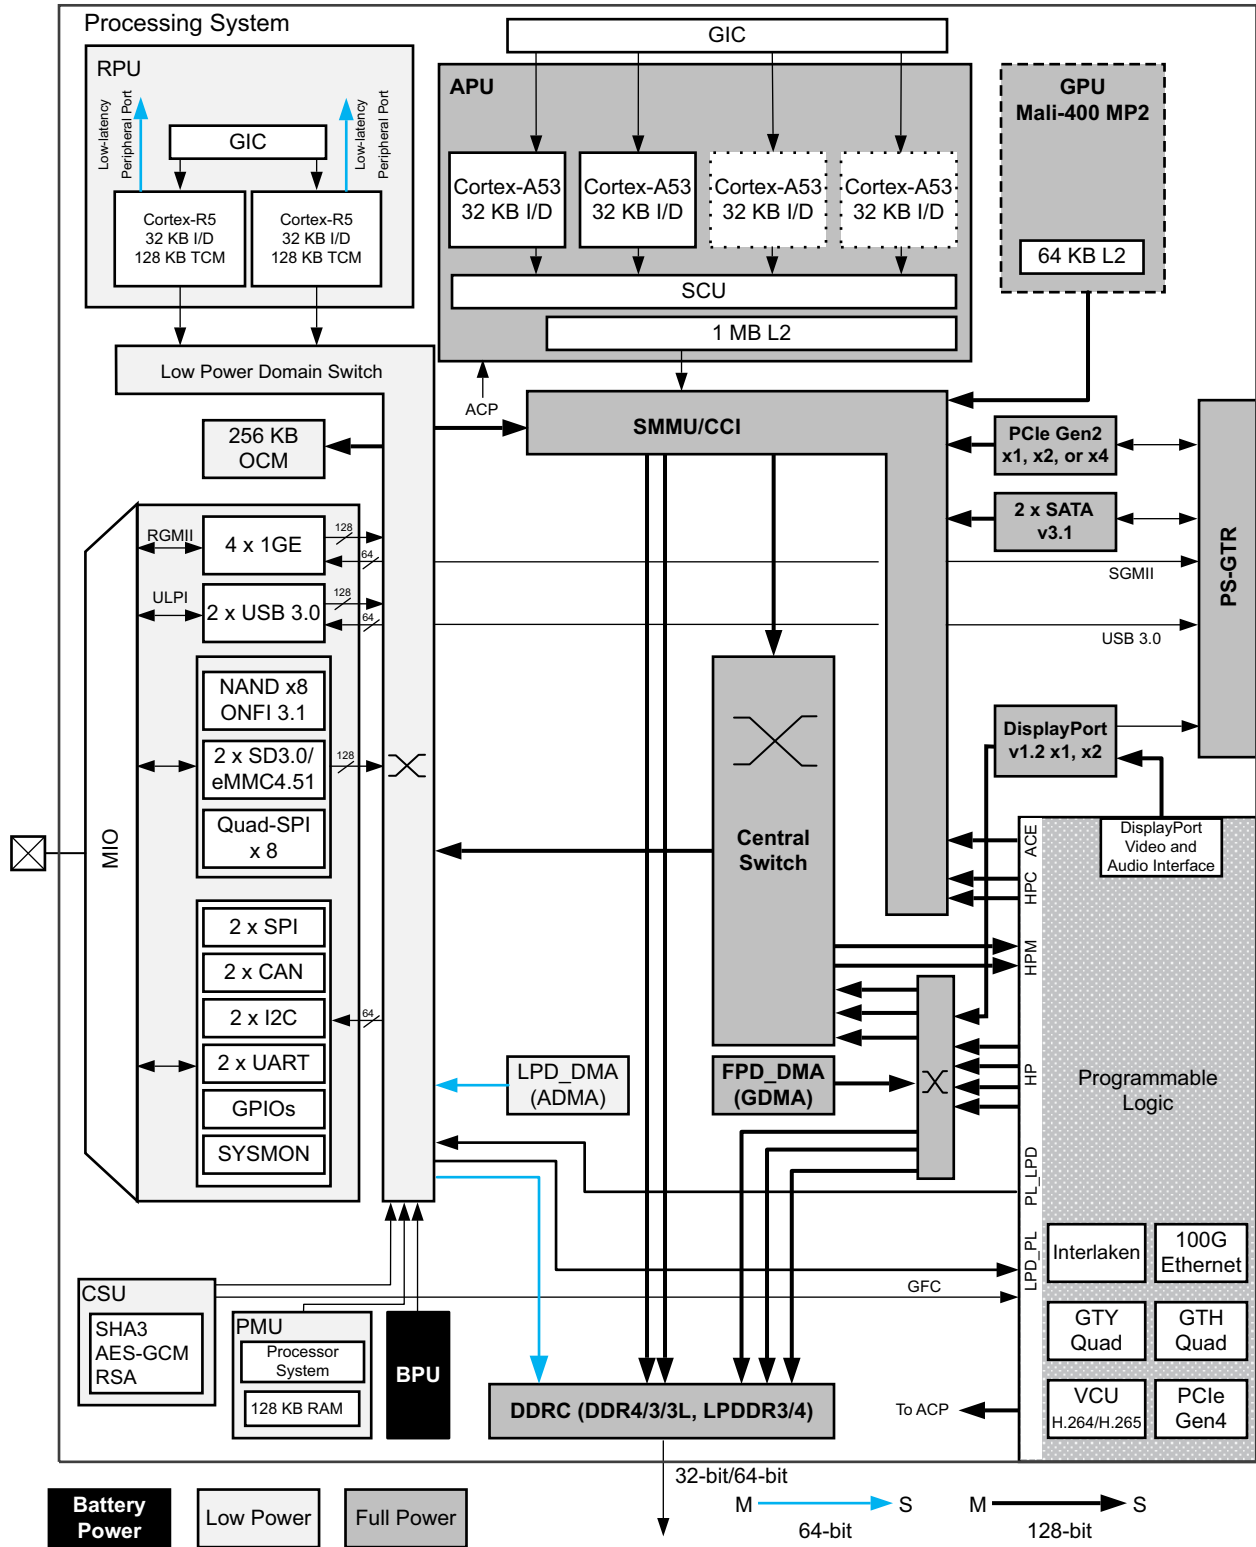 Processing System
RPU
Low-latency
Peripheral Port
Low-latency
Peripheral Port
GIC
Cortex-R5
32 KB I/D
128 KB TCM
Cortex-R5
32 KB I/D
128 KB TCM
GIC
APU
Cortex-A53
32 KB I/D
Cortex-A53
32 KB I/D
Cortex-A53
32 KB I/D
Cortex-A53
32 KB I/D
SCU
1 MB L2
GPU
Mali-400 MP2
64 KB L2
Low Power Domain Switch
ACP
256 KB
OCM
SMMU/CCI
PCIe Gen2
x1, x2, or x4
2 x SATA
v3.1
PS-GTR
SGMII
USB 3.0
MIO
RGMII
4 x 1GE
128
64
ULPI
2 x USB 3.0
128
64
NAND x8
ONFI 3.1
2 x SD3.0/
eMMC4.51
128
Quad-SPI
x 8
2 x SPI
2 x CAN
2 x I2C
64
2 x UART
GPIOs
SYSMON
Central
Switch
DisplayPort
v1.2 x1, x2
DisplayPort
Video and
Audio Interface
ACE
HPC
HPM
HP
PL_LPD
LPD_PL
Programmable
Logic
LPD_DMA
(ADMA)
FPD_DMA
(GDMA)
Interlaken
100G
Ethernet
GTY
Quad
GTH
Quad
VCU
H.264/H.265
PCIe
Gen4
GFC
CSU
SHA3
AES-GCM
RSA
PMU
Processor
System
128 KB RAM
BPU
DDRC (DDR4/3/3L, LPDDR3/4)
To ACP
32-bit/64-bit
Battery
Power
Low Power
Full Power
M
S
64-bit
M
S
128-bit